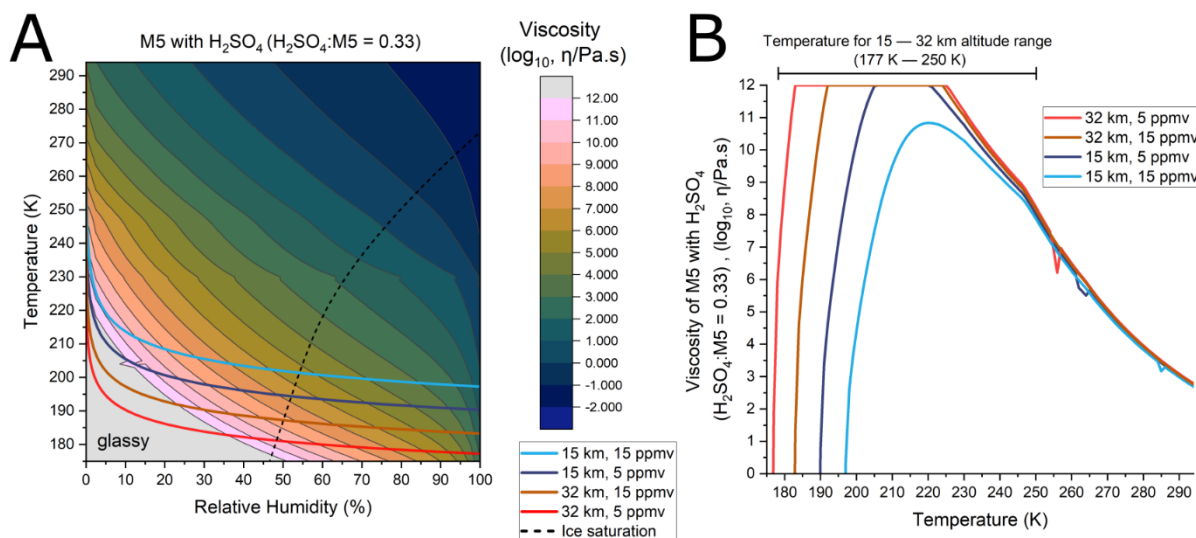 A
M5 with H₂SO₄ (H₂SO₄:M5 = 0.33)
Viscosity
(log₁₀, η/Pa.s)
12.00
11.00
10.00
9.000
8.000
7.000
6.000
5.000
4.000
3.000
2.000
1.000
0.000
-1.000
-2.000
Temperature (K)
290
280
270
260
250
240
230
220
210
200
190
180
glassy
0 10 20 30 40 50 60 70 80 90 100
Relative Humidity (%)
15 km, 15 ppmv
15 km, 5 ppmv
32 km, 15 ppmv
32 km, 5 ppmv
Ice saturation
B
Temperature for 15 — 32 km altitude range
(177 K — 250 K)
32 km, 5 ppmv
32 km, 15 ppmv
15 km, 5 ppmv
15 km, 15 ppmv
Viscosity of M5 with H₂SO₄
(H₂SO₄:M5 = 0.33) , (log₁₀, η/Pa.s)
12
11
10
9
8
7
6
5
4
3
2
1
0
180 190 200 210 220 230 240 250 260 270 280 290
Temperature (K)